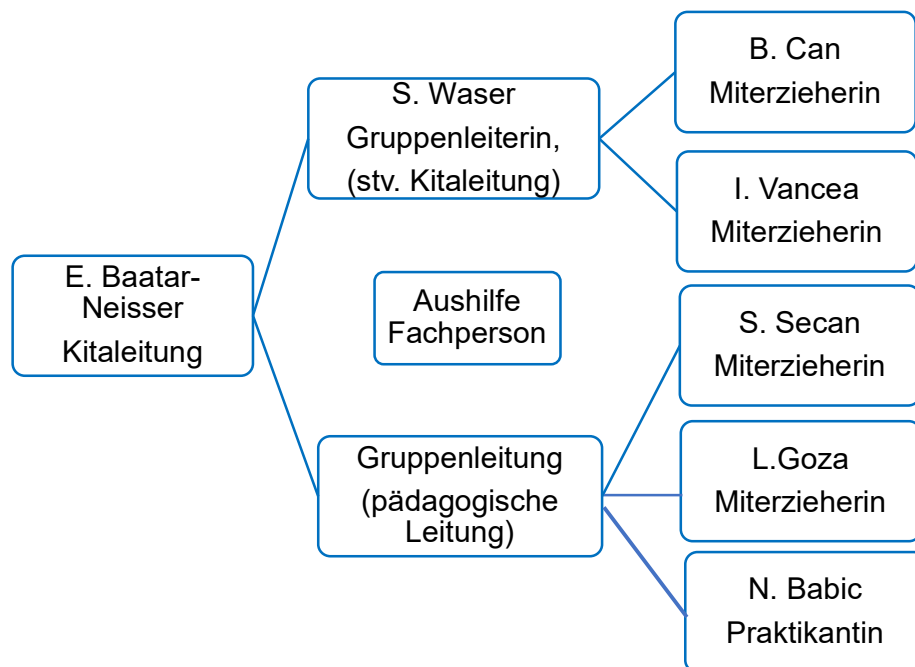 E. Baatar-
Neisser
Kitaleitung
S. Waser
Gruppenleiterin,
(stv. Kitaleitung)
B. Can
Miterzieherin
I. Vancea
Miterzieherin
Aushilfe
Fachperson
Gruppenleitung
(pädagogische
Leitung)
S. Secan
Miterzieherin
L.Goza
Miterzieherin
N. Babic
Praktikantin